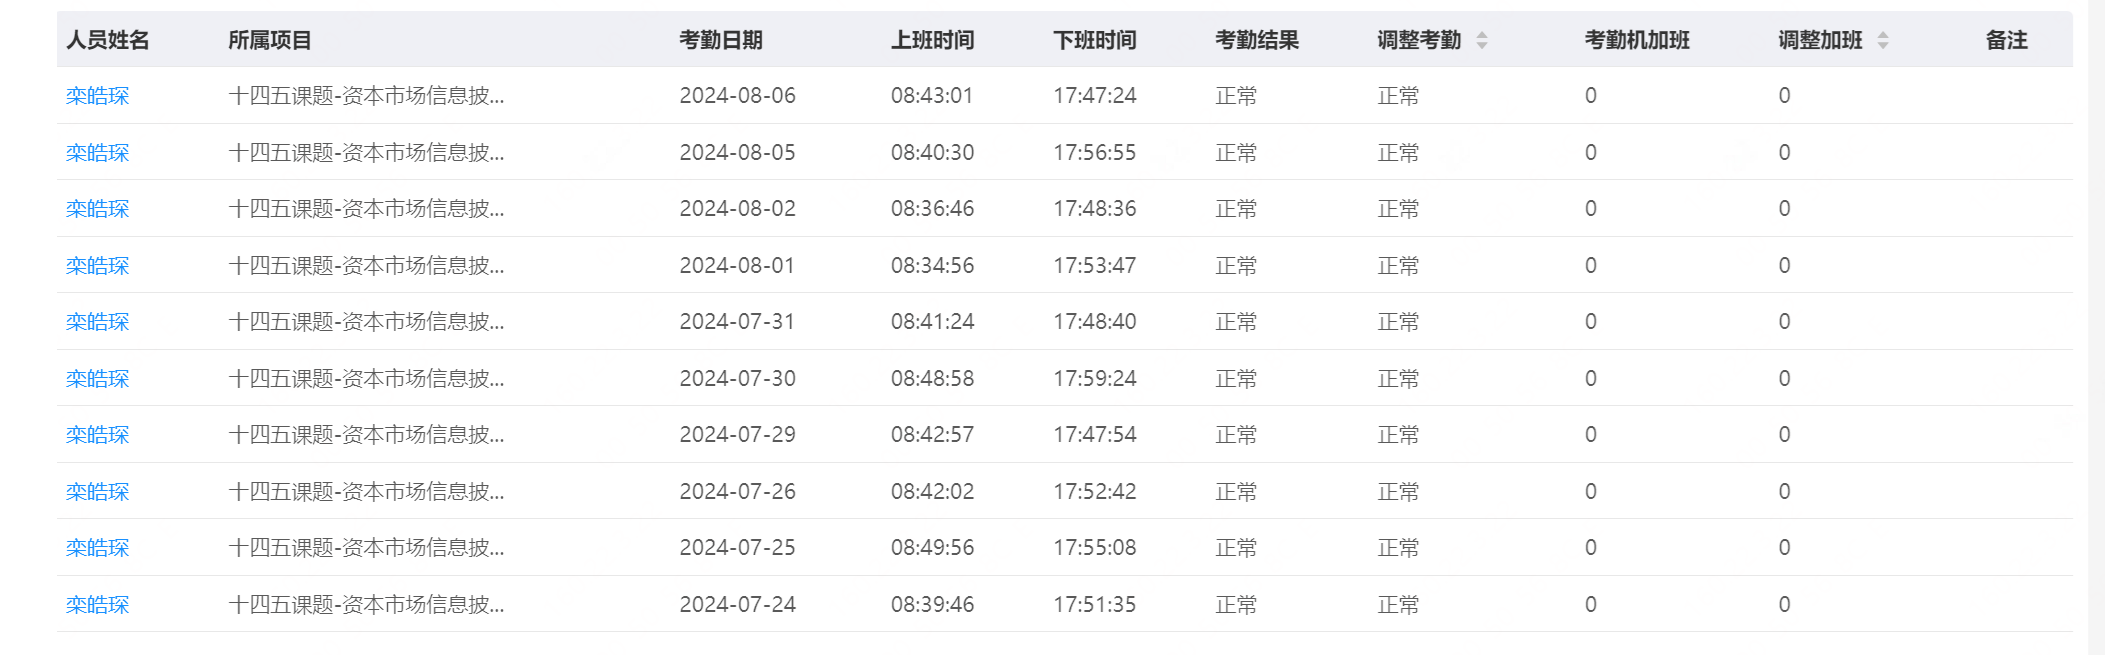 人员姓名 所属项目 考勤日期 上班时间 下班时间 考勤结果 调整考勤 考勤机加班 调整加班 备注
栾皓琛 十四五课题-资本市场信息披... 2024-08-06 08:43:01 17:47:24 正常 正常 0 0
栾皓琛 十四五课题-资本市场信息披... 2024-08-05 08:40:30 17:56:55 正常 正常 0 0
栾皓琛 十四五课题-资本市场信息披... 2024-08-02 08:36:46 17:48:36 正常 正常 0 0
栾皓琛 十四五课题-资本市场信息披... 2024-08-01 08:34:56 17:53:47 正常 正常 0 0
栾皓琛 十四五课题-资本市场信息披... 2024-07-31 08:41:24 17:48:40 正常 正常 0 0
栾皓琛 十四五课题-资本市场信息披... 2024-07-30 08:48:58 17:59:24 正常 正常 0 0
栾皓琛 十四五课题-资本市场信息披... 2024-07-29 08:42:57 17:47:54 正常 正常 0 0
栾皓琛 十四五课题-资本市场信息披... 2024-07-26 08:42:02 17:52:42 正常 正常 0 0
栾皓琛 十四五课题-资本市场信息披... 2024-07-25 08:49:56 17:55:08 正常 正常 0 0
栾皓琛 十四五课题-资本市场信息披... 2024-07-24 08:39:46 17:51:35 正常 正常 0 0